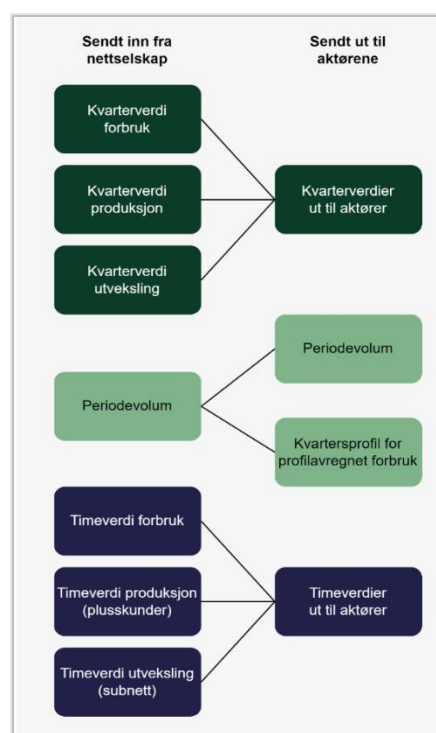 Sendt inn fra
nettselskap
Sendt ut til
aktørene
Kvarterverdi
forbruk
Kvarterverdi
produksjon
Kvarterverdi
utveksling
Kvarterverdier
ut til aktører
Periodevolum
Periodevolum
Kvartersprofil for
profilavregnet forbruk
Timeverdi forbruk
Timeverdi produksjon
(plusskunder)
Timeverdi utveksling
(subnett)
Timeverdier
ut til aktører